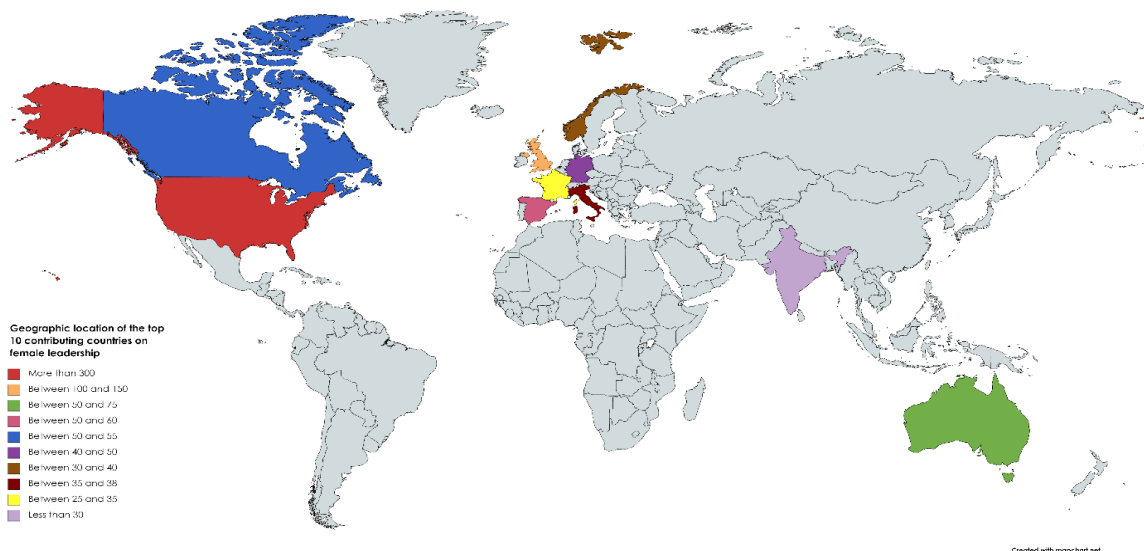 Geographic location of the top
10 contributing countries on
female leadership
More than 300
Between 100 and 150
Between 50 and 75
Between 50 and 60
Between 50 and 55
Between 40 and 50
Between 30 and 40
Between 35 and 38
Between 25 and 35
Less than 30
Created with mapchart.net